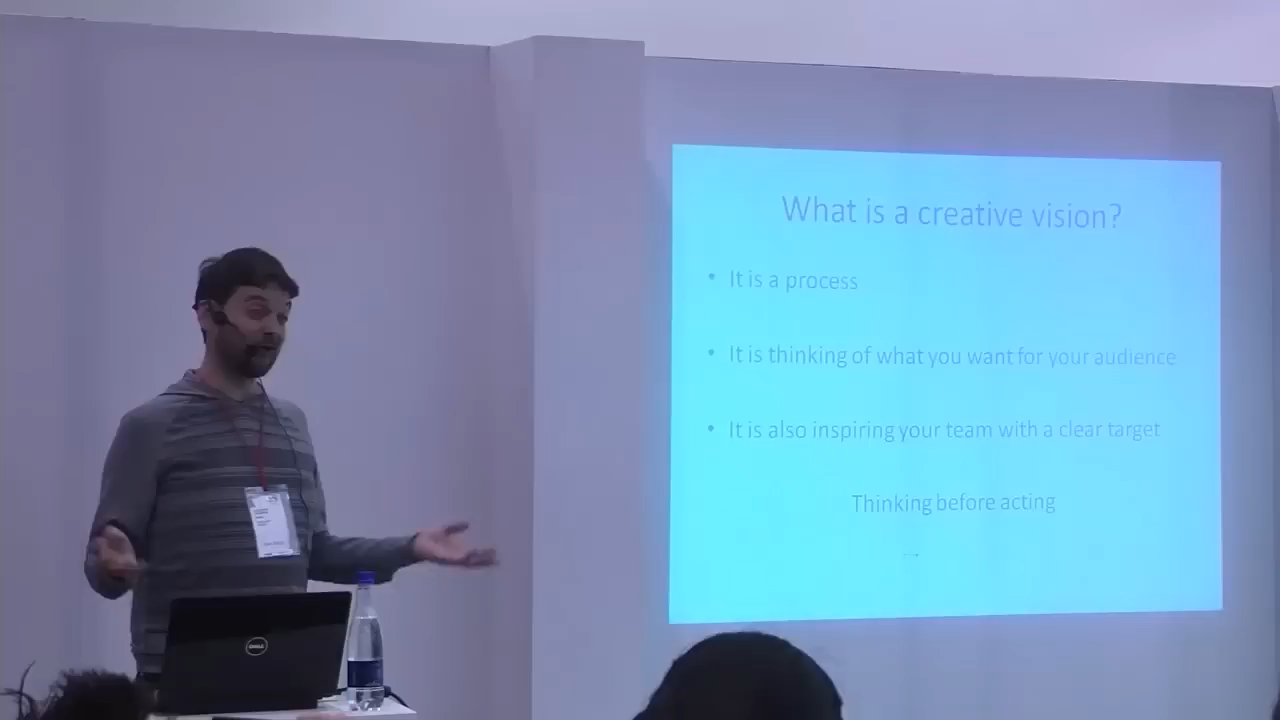 What is a creative vision?
• It is a process
• It is thinking of what you want for your audience
• It is also inspiring your team with a clear target
Thinking before acting
DELL